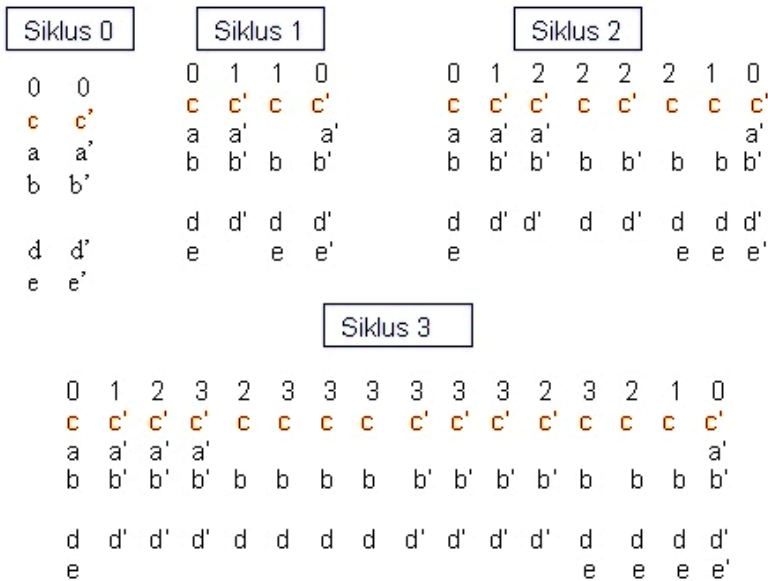 Siklus 0
0 0
c c'
a a'
b b'
d d'
e e'
Siklus 1
0 1 1 0
c c' c c'
a a' a'
b b' b b'
d d' d d'
e e e'
Siklus 2
0 1 2 2 2 2 1 0
c c' c' c c' c c c'
a a' a' a'
b b' b' b b' b b b'
d d' d' d d' d d d'
e e e e'
Siklus 3
0 1 2 3 2 3 3 3 3 3 3 2 3 2 1 0
c c' c' c' c c c c c' c' c' c' c c c c'
a a' a' a' a'
b b' b' b' b b b b b' b' b' b' b b b b'
d d' d' d' d d d d d' d' d' d' d d d d'
e e e e e'